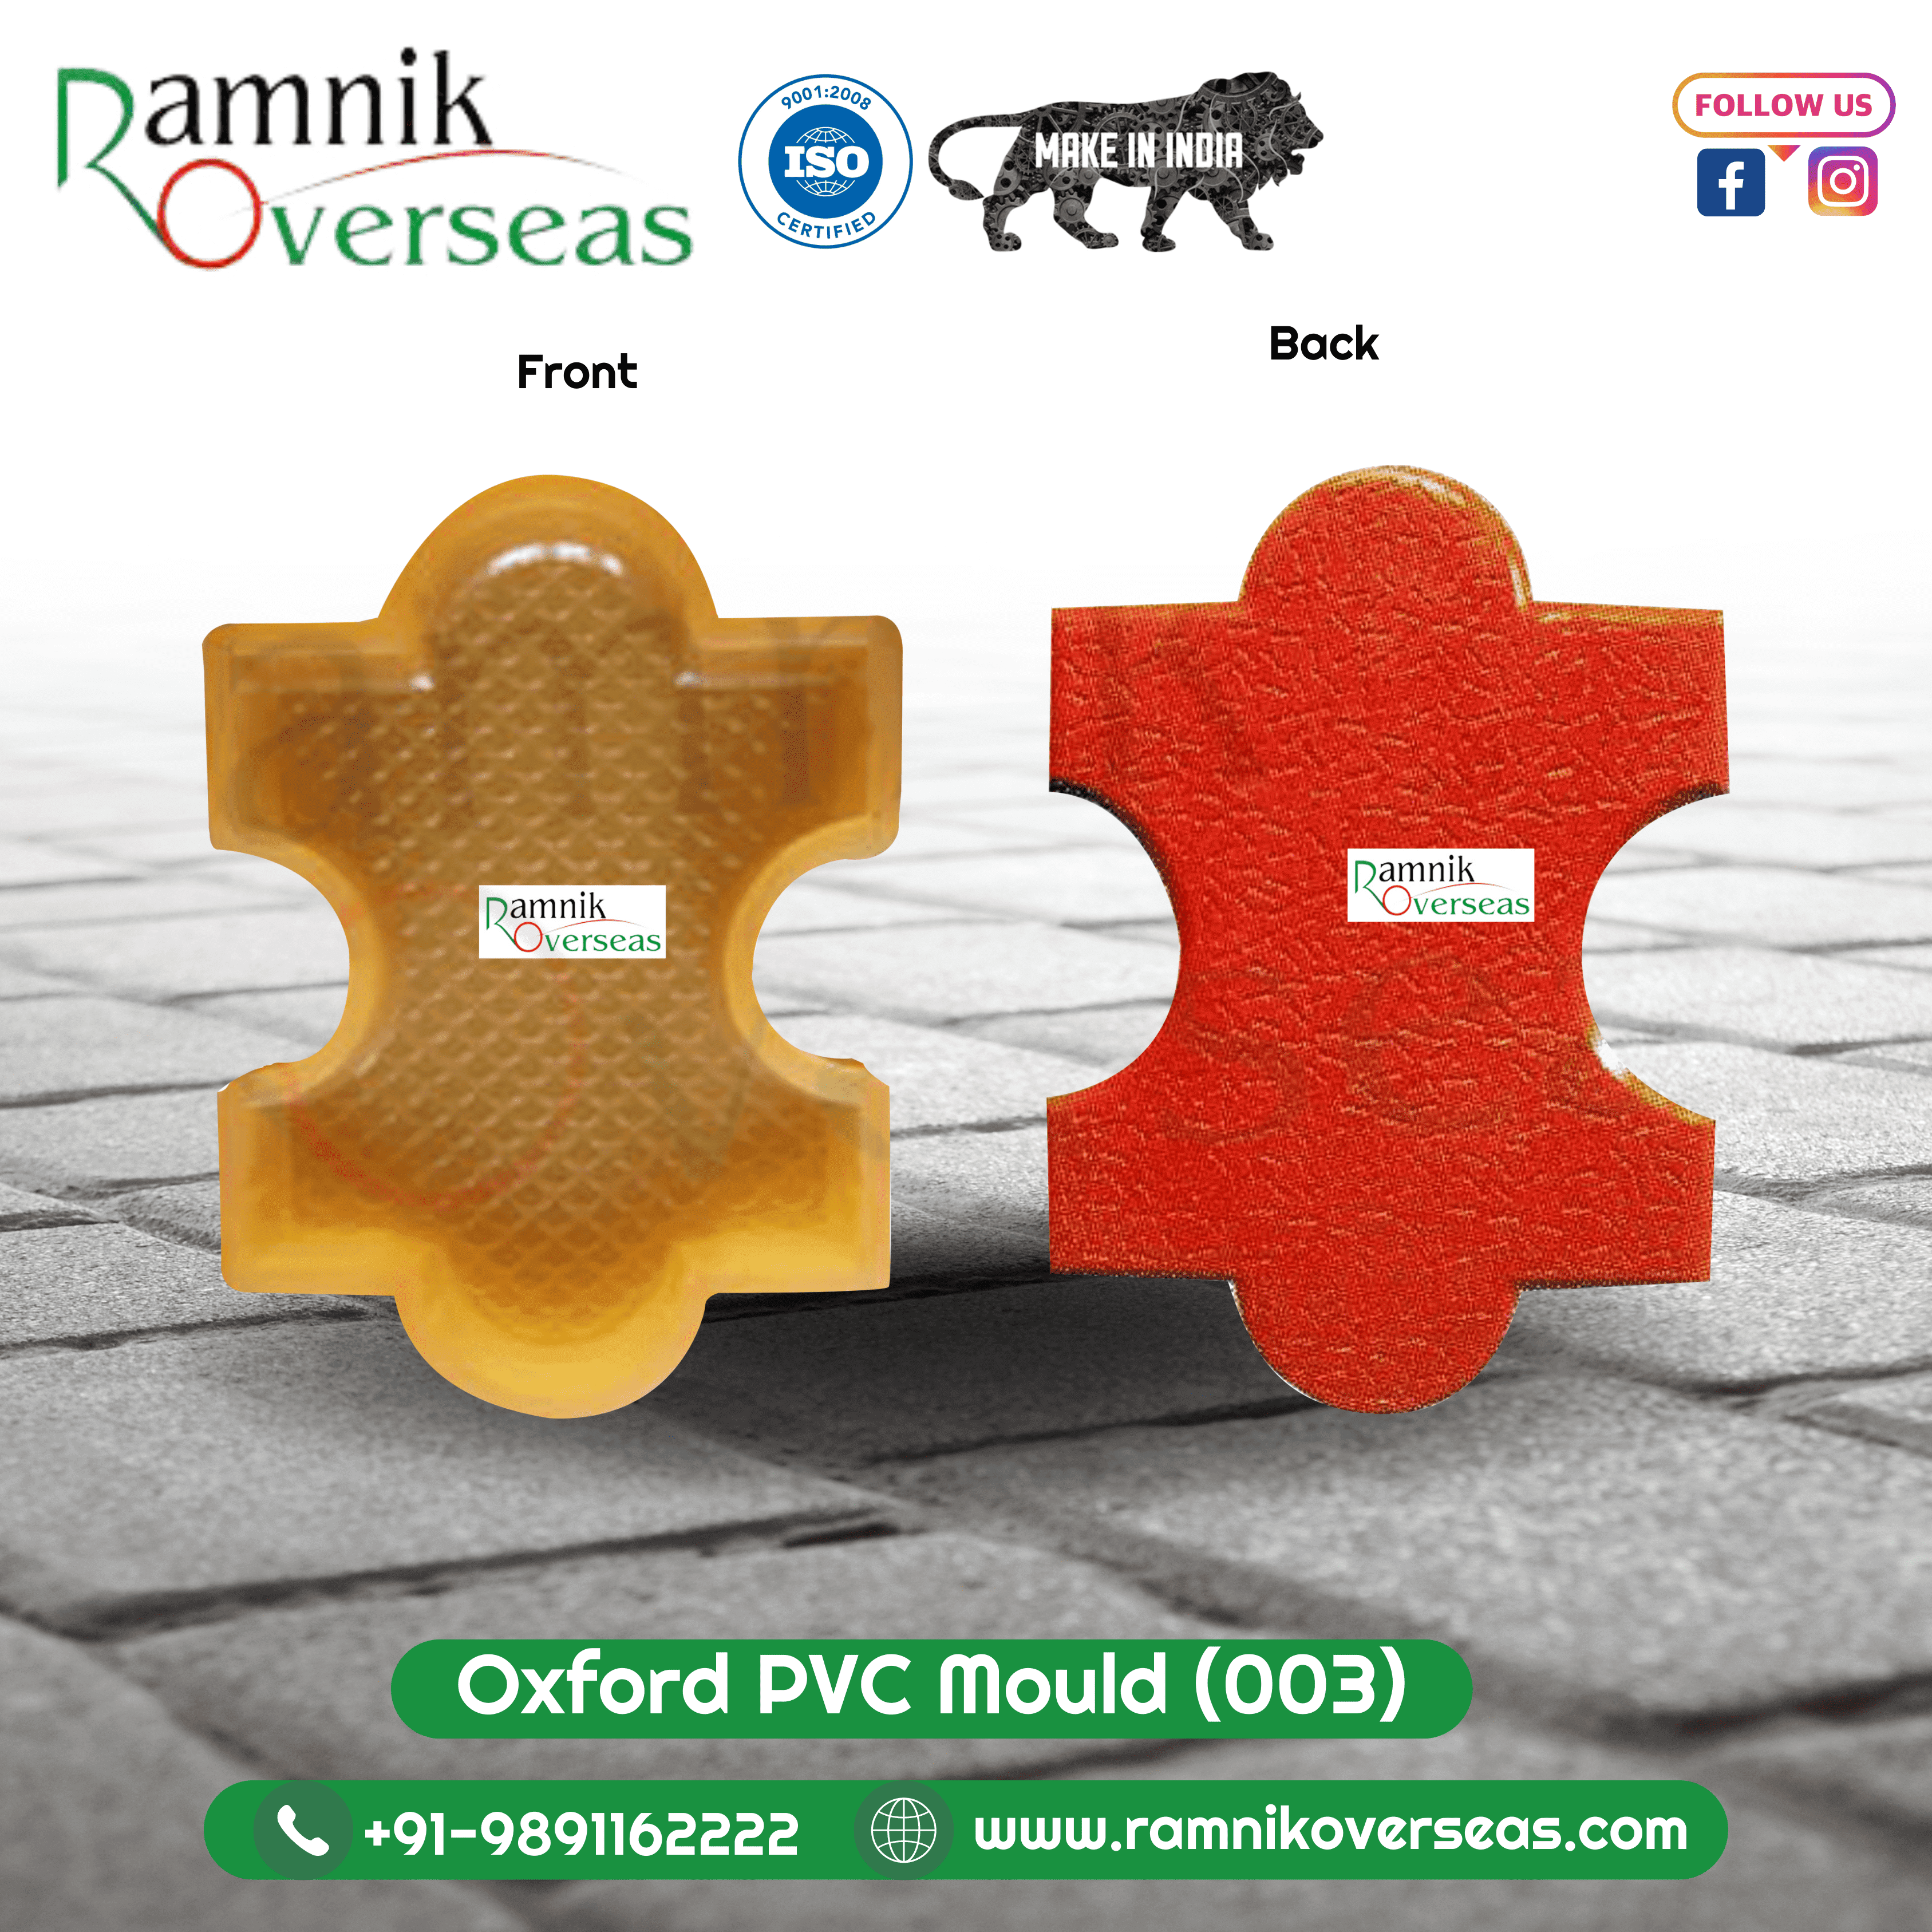 Ramnik
Overseas
9001:2008
ISO
CERTIFIED
MAKE IN INDIA
FOLLOW US
Front
Back
Ramnik
Overseas
Ramnik
Overseas
Oxford PVC Mould (003)
+91-9891162222
www.ramnikoverseas.com